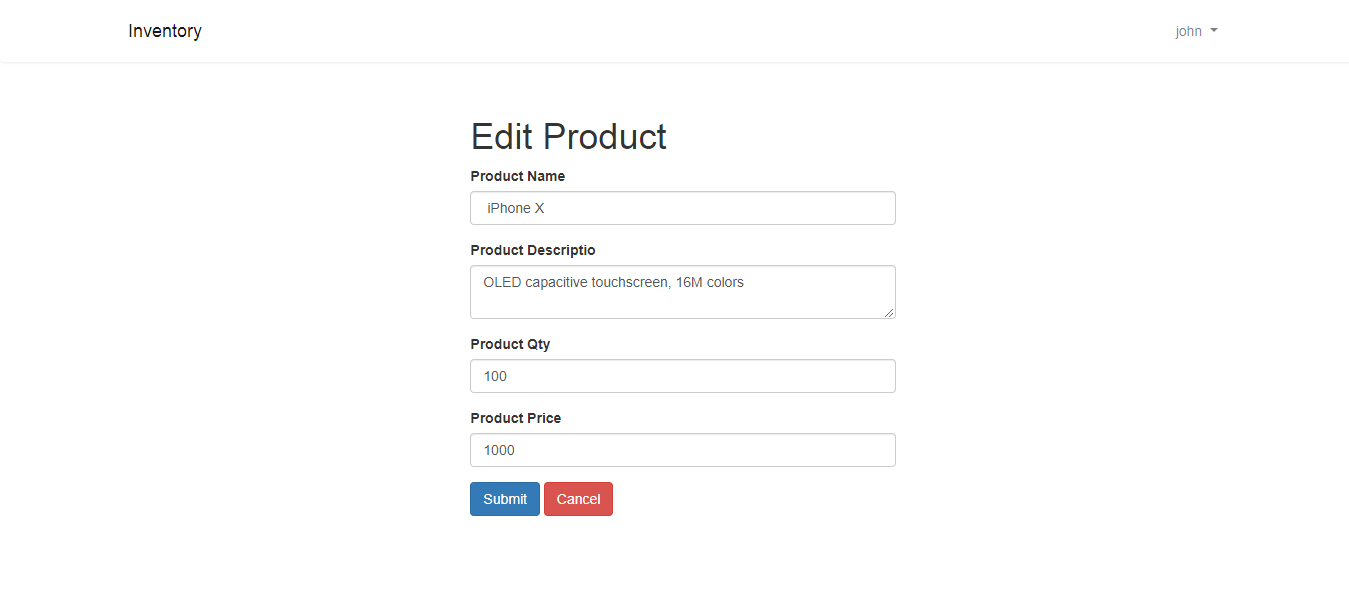 Inventory
john
Edit Product
Product Name
iPhone X
Product Descriptio
OLED capacitive touchscreen, 16M colors
Product Qty
100
Product Price
1000
Submit Cancel